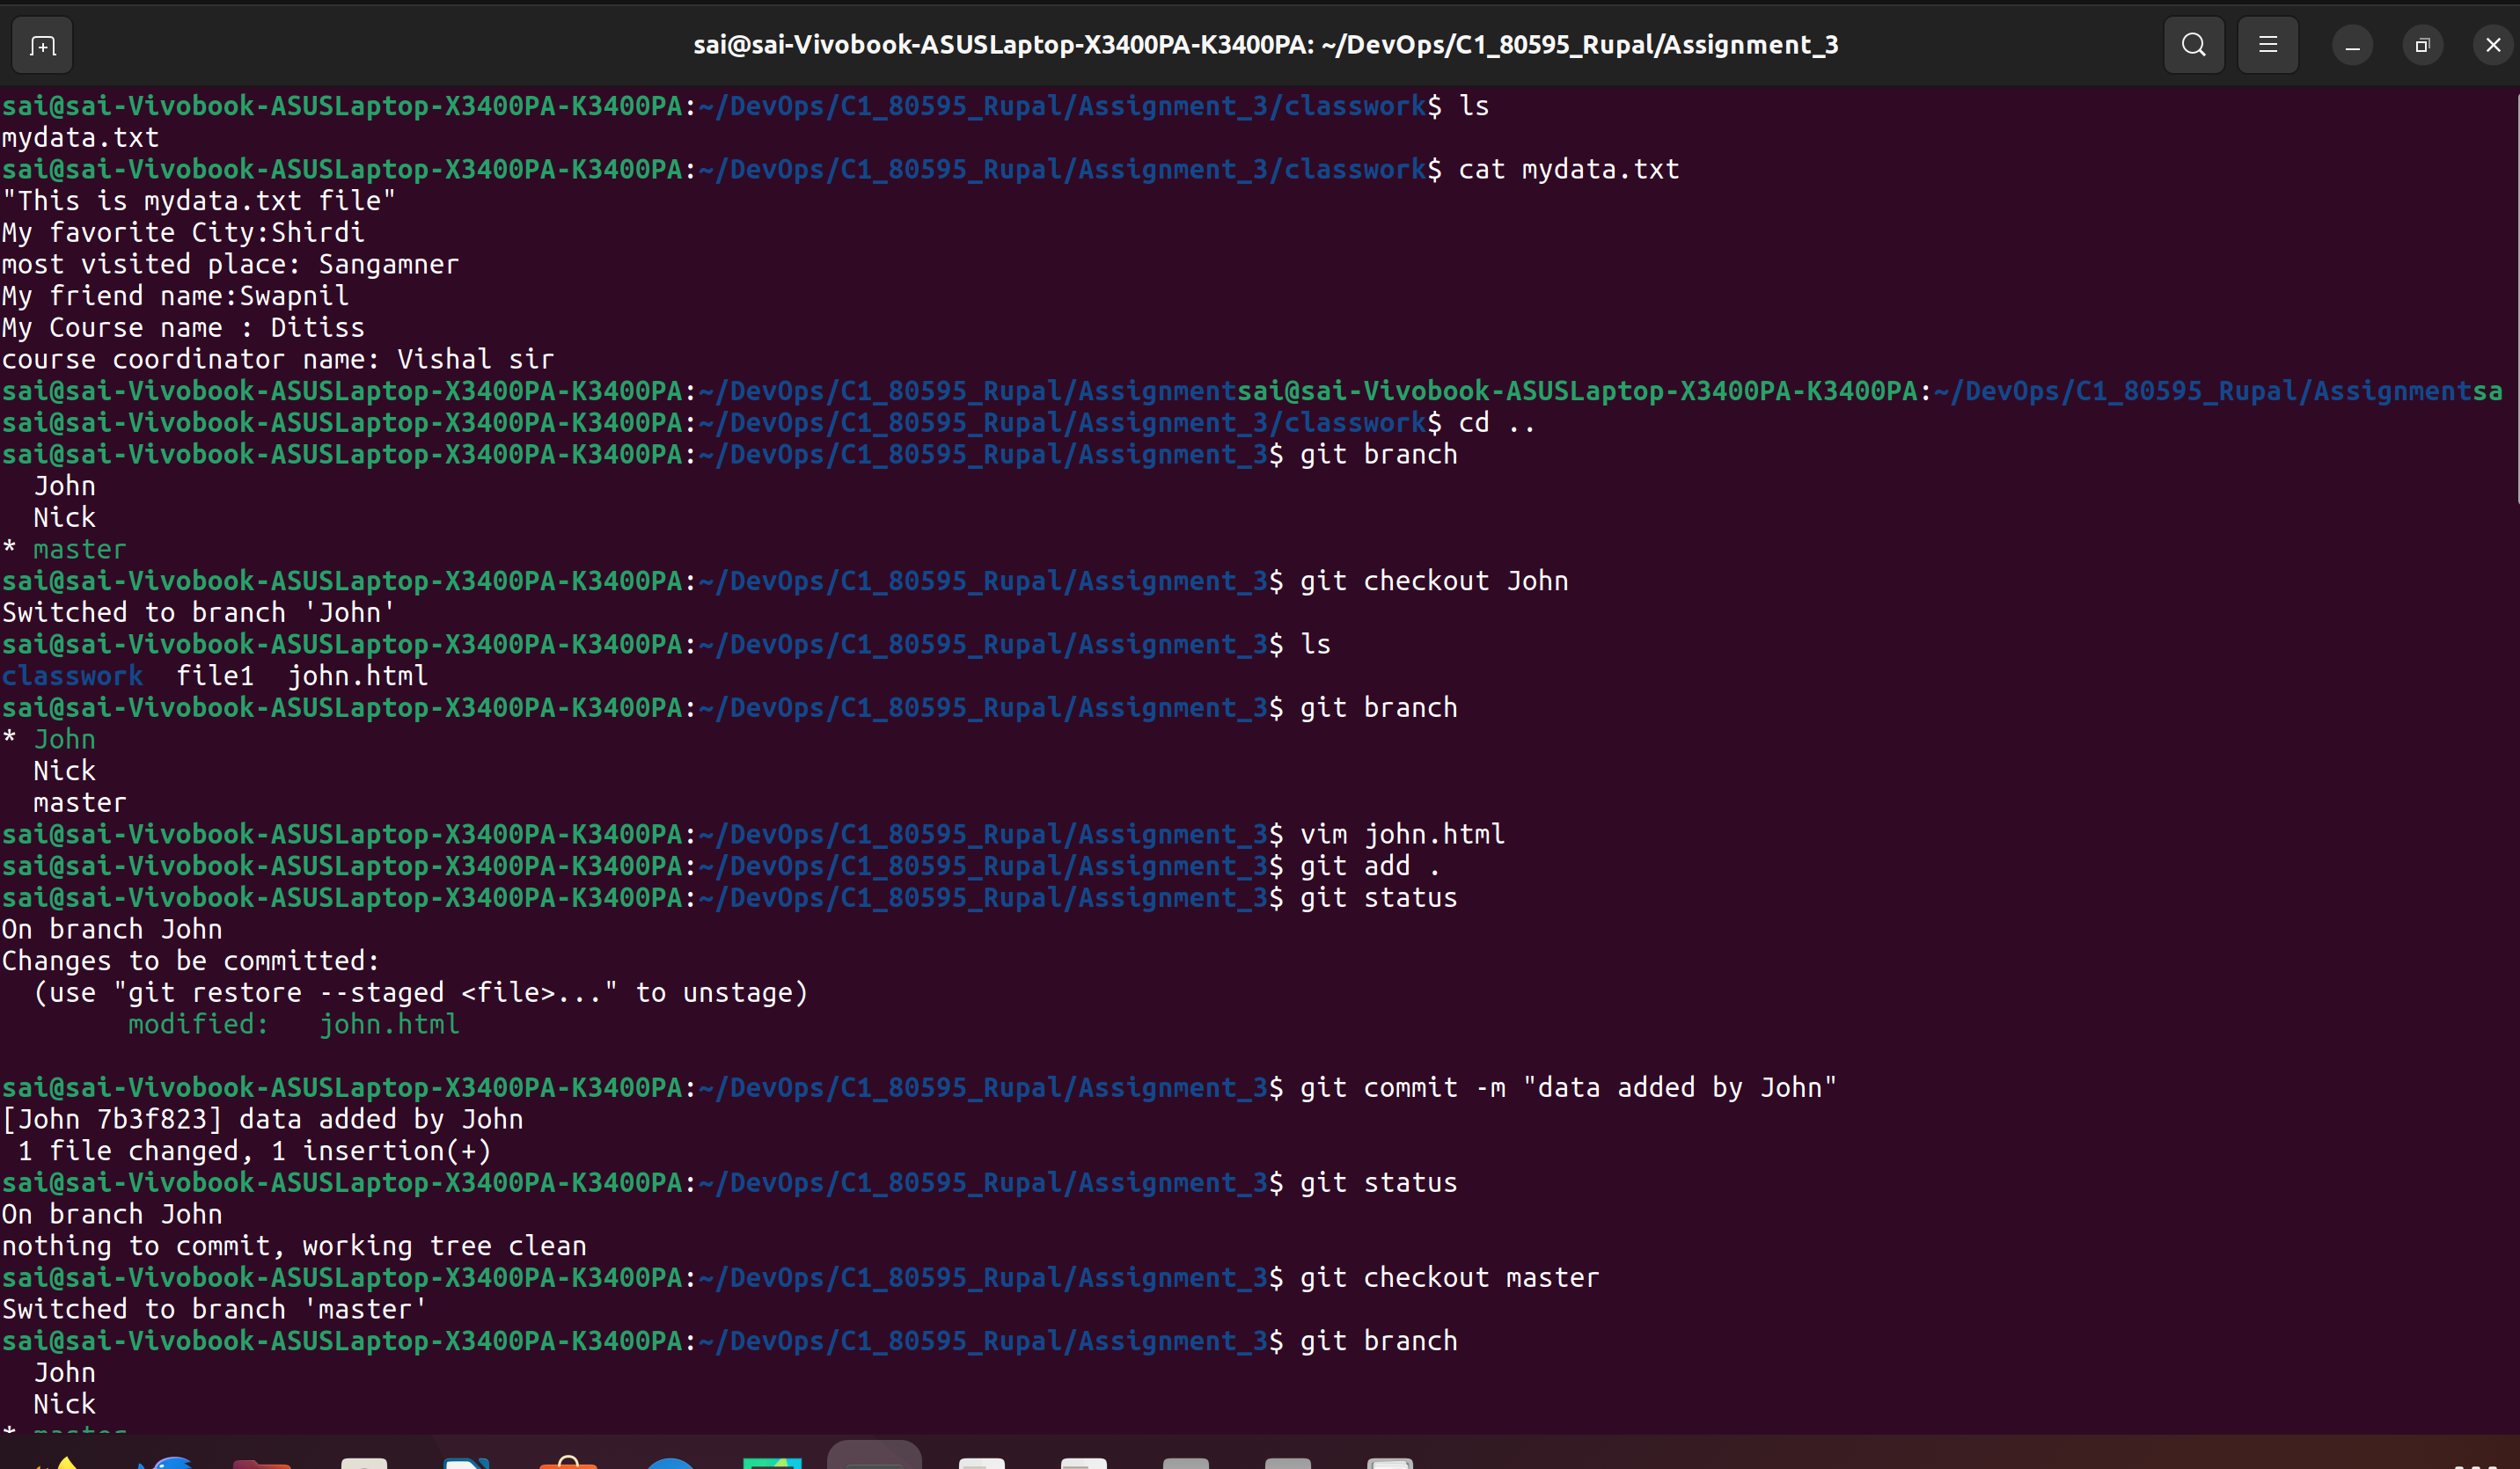 sai@sai-Vivobook-ASUSLaptop-X3400PA-K3400PA: ~/DevOps/C1_80595_Rupal/Assignment_3
sai@sai-Vivobook-ASUSLaptop-X3400PA-K3400PA:~/DevOps/C1_80595_Rupal/Assignment_3/classwork$ ls
mydata.txt
sai@sai-Vivobook-ASUSLaptop-X3400PA-K3400PA:~/DevOps/C1_80595_Rupal/Assignment_3/classwork$ cat mydata.txt
"This is mydata.txt file"
My favorite City:Shirdi
most visited place: Sangamner
My friend name:Swapnil
My Course name : Ditiss
course coordinator name: Vishal sir
sai@sai-Vivobook-ASUSLaptop-X3400PA-K3400PA:~/DevOps/C1_80595_Rupal/Assignmentsai@sai-Vivobook-ASUSLaptop-X3400PA-K3400PA:~/DevOps/C1_80595_Rupal/Assignmentsa
sai@sai-Vivobook-ASUSLaptop-X3400PA-K3400PA:~/DevOps/C1_80595_Rupal/Assignment_3/classwork$ cd ..
sai@sai-Vivobook-ASUSLaptop-X3400PA-K3400PA:~/DevOps/C1_80595_Rupal/Assignment_3$ git branch
  John
  Nick
* master
sai@sai-Vivobook-ASUSLaptop-X3400PA-K3400PA:~/DevOps/C1_80595_Rupal/Assignment_3$ git checkout John
Switched to branch 'John'
sai@sai-Vivobook-ASUSLaptop-X3400PA-K3400PA:~/DevOps/C1_80595_Rupal/Assignment_3$ ls
classwork  file1  john.html
sai@sai-Vivobook-ASUSLaptop-X3400PA-K3400PA:~/DevOps/C1_80595_Rupal/Assignment_3$ git branch
* John
  Nick
  master
sai@sai-Vivobook-ASUSLaptop-X3400PA-K3400PA:~/DevOps/C1_80595_Rupal/Assignment_3$ vim john.html
sai@sai-Vivobook-ASUSLaptop-X3400PA-K3400PA:~/DevOps/C1_80595_Rupal/Assignment_3$ git add .
sai@sai-Vivobook-ASUSLaptop-X3400PA-K3400PA:~/DevOps/C1_80595_Rupal/Assignment_3$ git status
On branch John
Changes to be committed:
  (use "git restore --staged <file>..." to unstage)
        modified:   john.html
sai@sai-Vivobook-ASUSLaptop-X3400PA-K3400PA:~/DevOps/C1_80595_Rupal/Assignment_3$ git commit -m "data added by John"
[John 7b3f823] data added by John
 1 file changed, 1 insertion(+)
sai@sai-Vivobook-ASUSLaptop-X3400PA-K3400PA:~/DevOps/C1_80595_Rupal/Assignment_3$ git status
On branch John
nothing to commit, working tree clean
sai@sai-Vivobook-ASUSLaptop-X3400PA-K3400PA:~/DevOps/C1_80595_Rupal/Assignment_3$ git checkout master
Switched to branch 'master'
sai@sai-Vivobook-ASUSLaptop-X3400PA-K3400PA:~/DevOps/C1_80595_Rupal/Assignment_3$ git branch
  John
  Nick